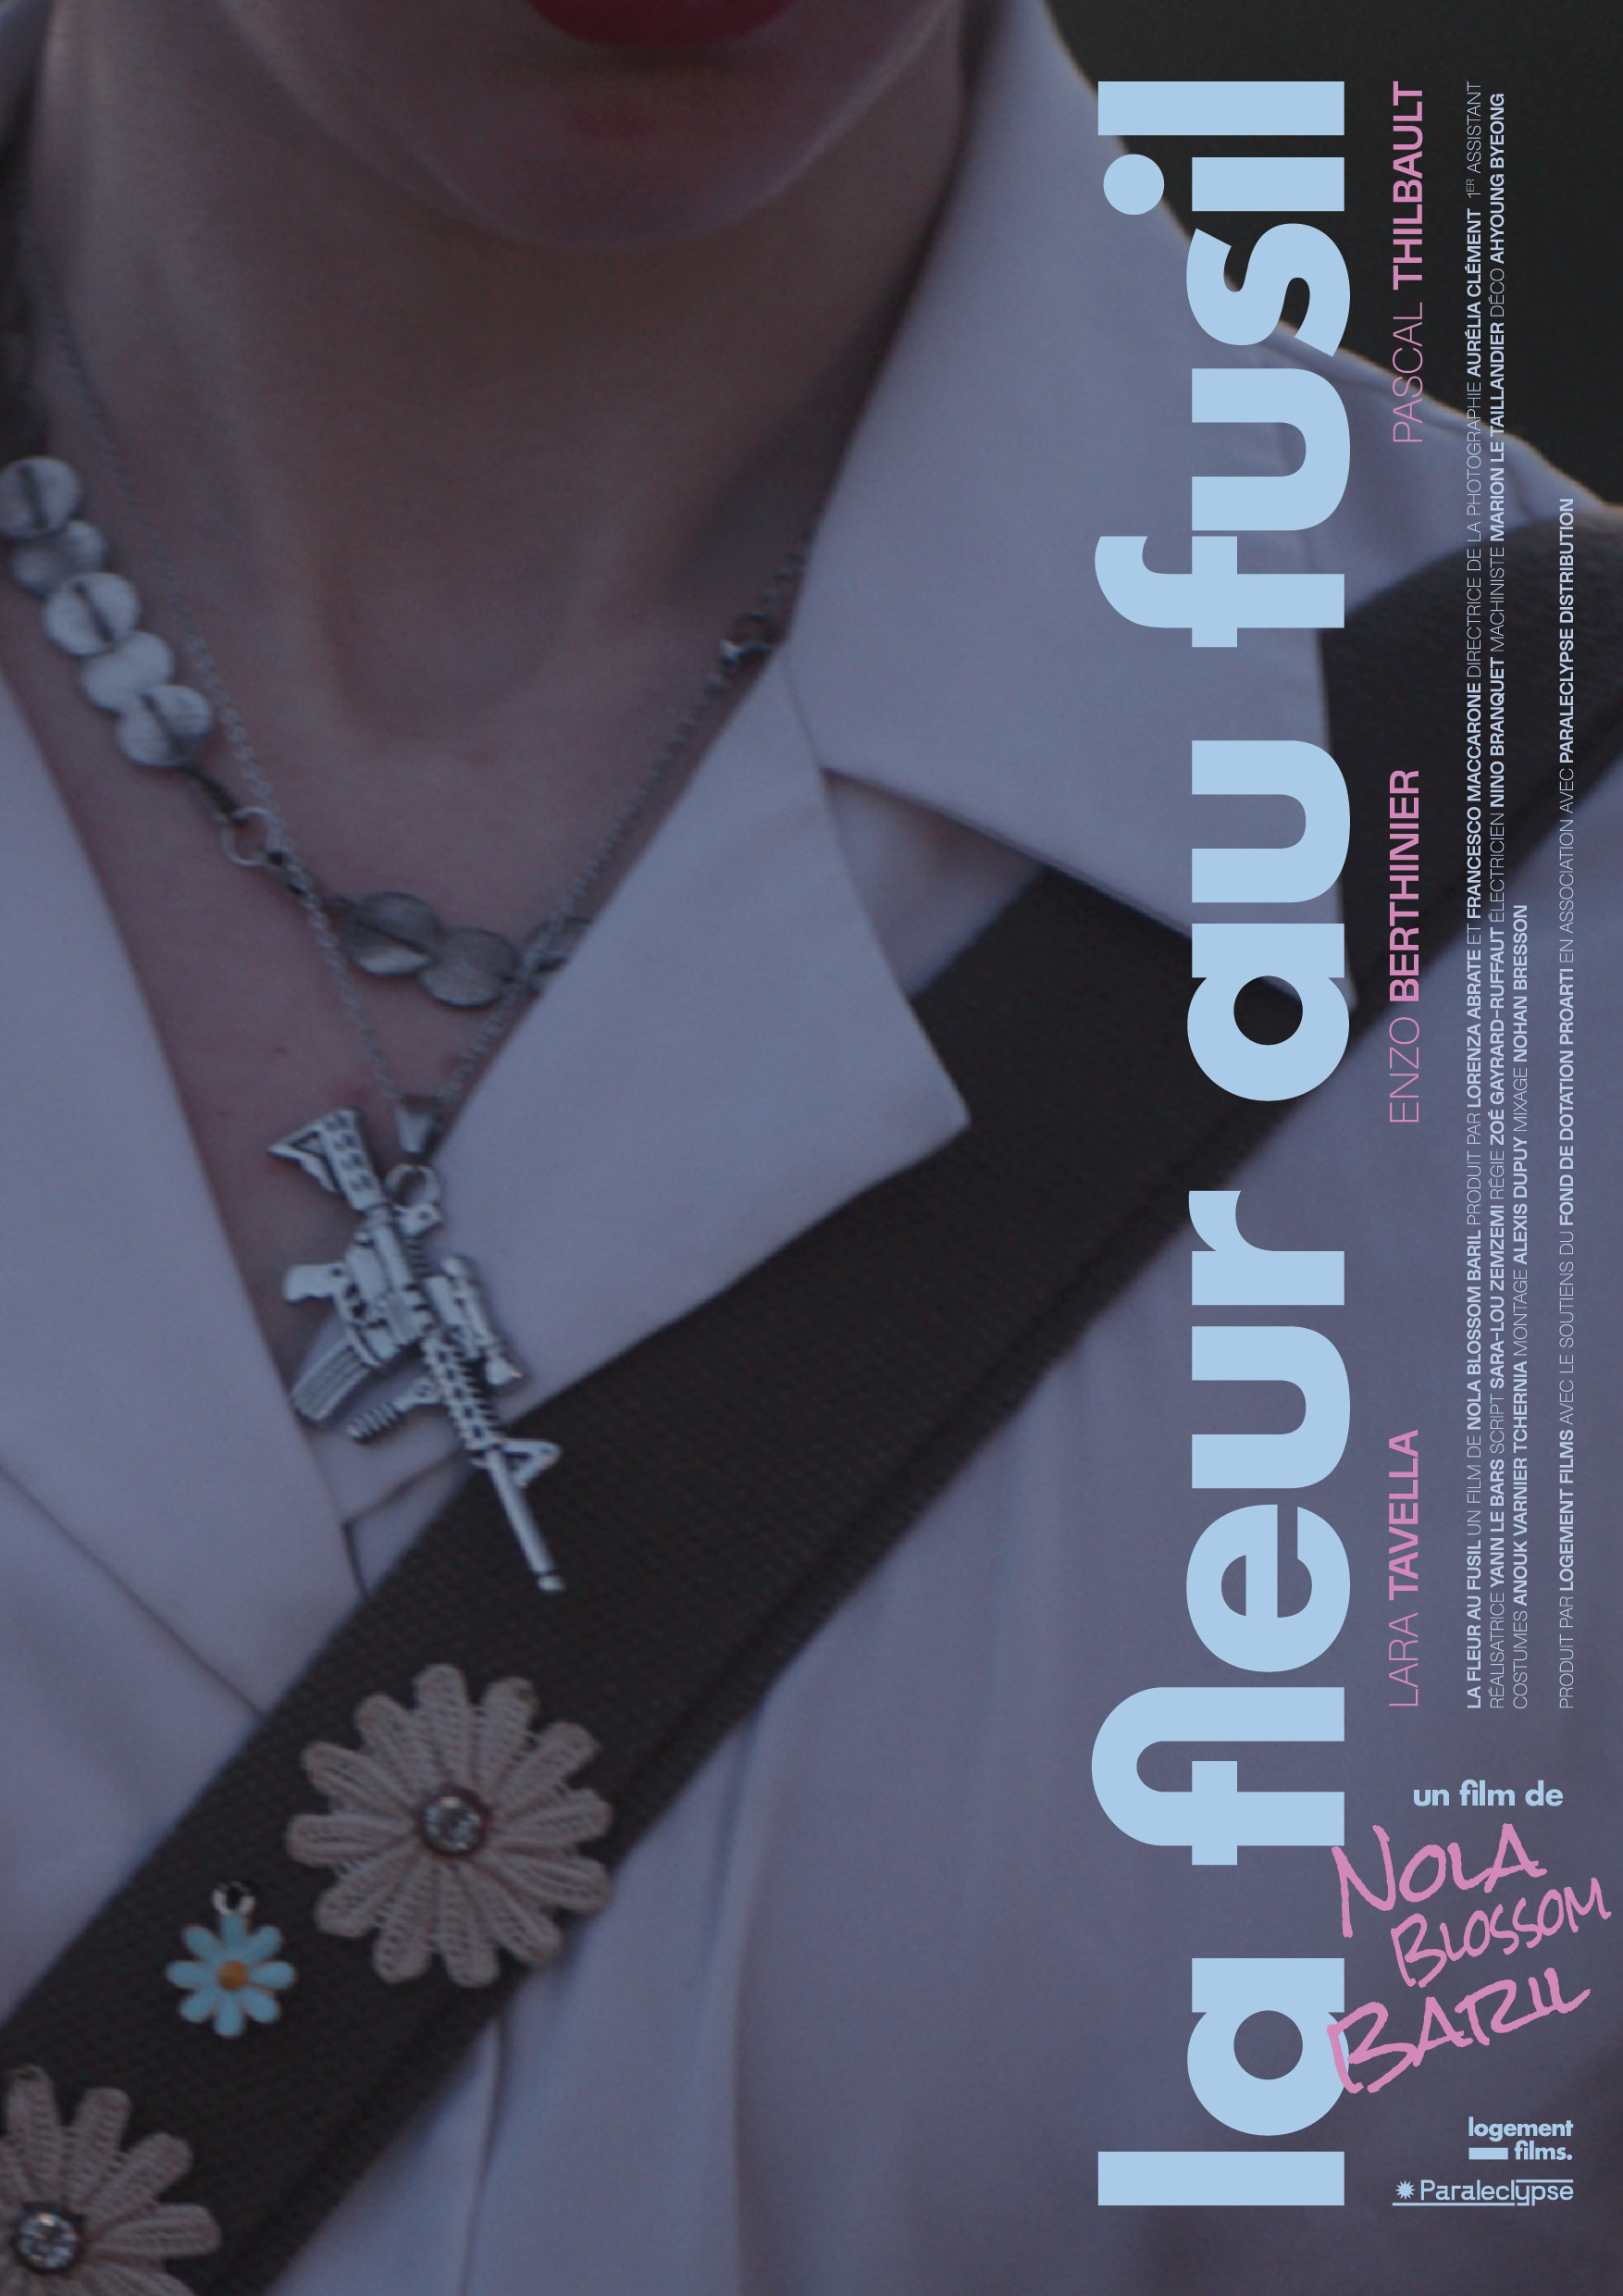 la fleur au fusil
LARA TAVELLA
ENZO BERTHINIER
PASCAL THILBAULT
LA FLEUR AU FUSIL UN FILM DE NOLA BLOSSOM BARIL PRODUIT PAR LORENZA ABRATE ET FRANCESCO MACCARONE DIRECTRICE DE LA PHOTOGRAPHIE AURÉLIA CLÉMENT 1ER ASSISTANT
RÉALISATRICE YANN LE BARS SCRIPT SARA-LOU ZEMZEMI RÉGIE ZOÉ GAYRARD-RUFFAUT ÉLECTRICIEN NINO BRANQUET MACHINISTE MARION LE TAILLANDIER DÉCO AHYOUNG BYEONG
COSTUMES ANOUK VARNIER TCHERNIA MONTAGE ALEXIS DUPUY MIXAGE NOHAN BRESSON
PRODUIT PAR LOGEMENT FILMS AVEC LE SOUTIENS DU FOND DE DOTATION PROARTI EN ASSOCIATION AVEC PARALECLYPSE DISTRIBUTION
un film de
NOLA
BLOSSOM
BARIL
logement
films.
Paraleclypse